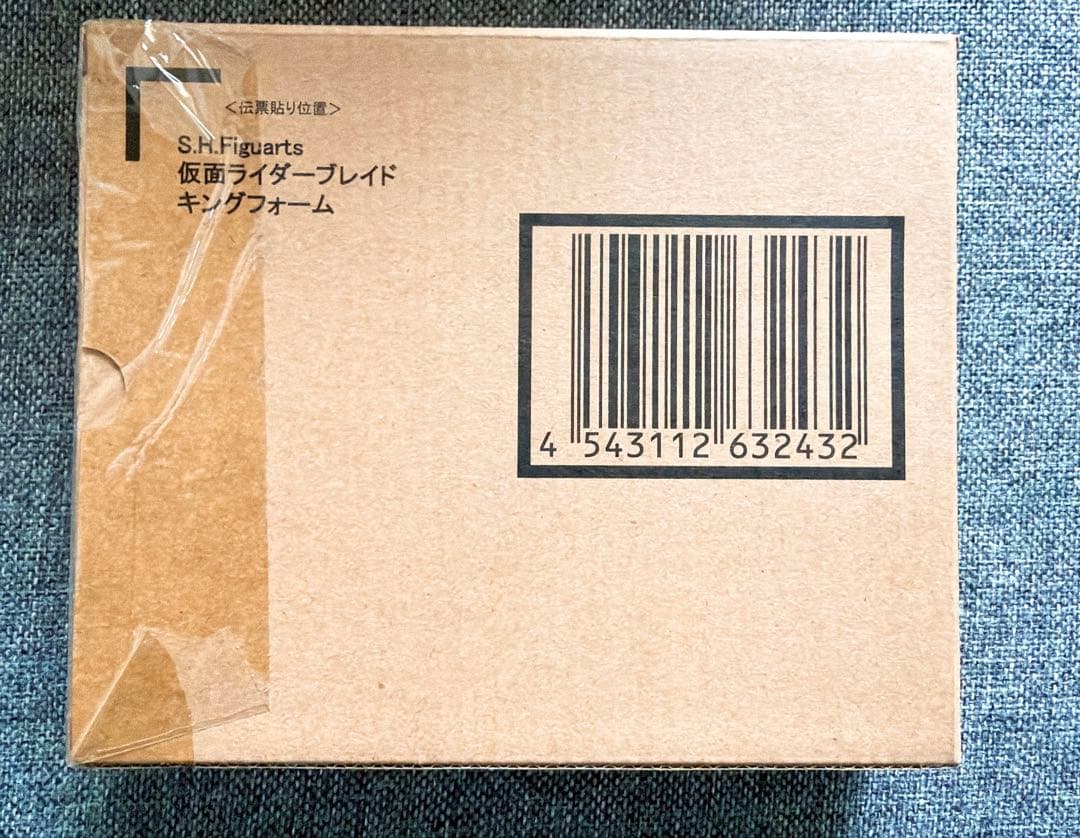 ＜伝票貼り位置＞
S.H.Figuarts
仮面ライダーブレイド
キングフォーム
4 543112 632432